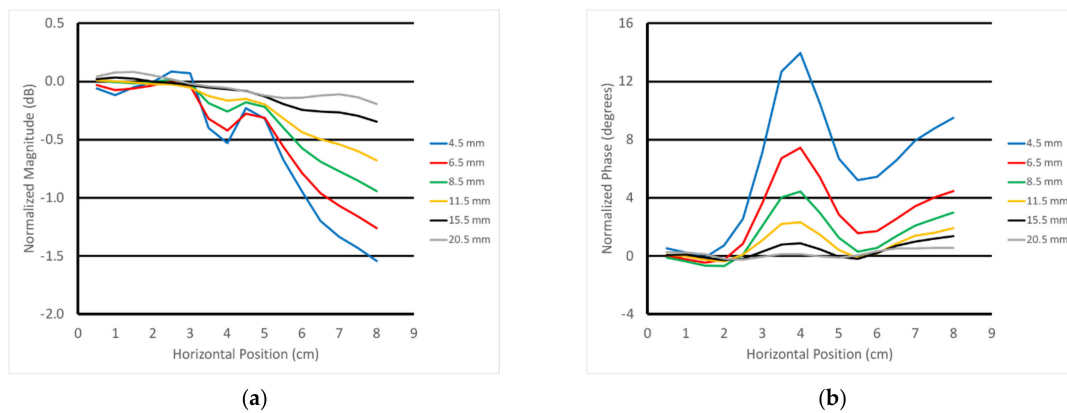 0.5
0.0
-0.5
-1.0
-1.5
-2.0
Normalized Magnitude (dB)
0 1 2 3 4 5 6 7 8 9
Horizontal Position (cm)
4.5 mm
6.5 mm
8.5 mm
11.5 mm
15.5 mm
20.5 mm
(a)
16
12
8
4
0
-4
Normalized Phase (degrees)
0 1 2 3 4 5 6 7 8 9
Horizontal Position (cm)
4.5 mm
6.5 mm
8.5 mm
11.5 mm
15.5 mm
20.5 mm
(b)